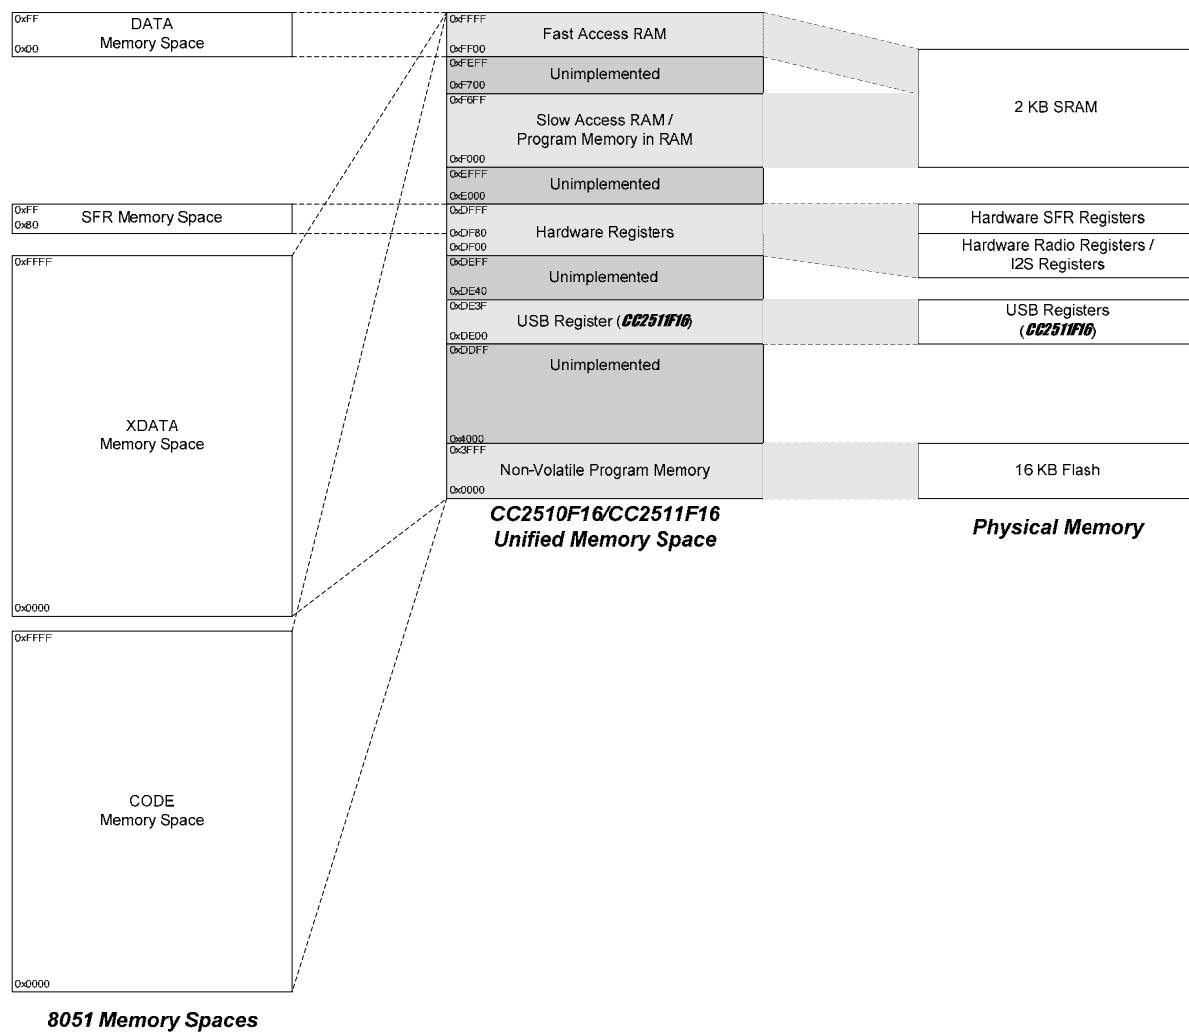 0xFF
DATA
Memory Space
0x00
0xFF
SFR Memory Space
0x80
0xFFFF
XDATA
Memory Space
0x0000
0xFFFF
CODE
Memory Space
0x0000
8051 Memory Spaces
0xFFFF
Fast Access RAM
0xFF00
0xFEFF
Unimplemented
0xF700
0xF6FF
Slow Access RAM /
Program Memory in RAM
0xF000
0xEFFF
Unimplemented
0xE000
0xDFFF
Hardware Registers
0xDF80
0xDF00
0xDEFF
Unimplemented
0xDE40
0xDE3F
USB Register (CC2511F16)
0xDE00
0xDDFF
Unimplemented
0x4000
0x3FFF
Non-Volatile Program Memory
0x0000
CC2510F16/CC2511F16
Unified Memory Space
2 KB SRAM
Hardware SFR Registers
Hardware Radio Registers /
I2S Registers
USB Registers
(CC2511F16)
16 KB Flash
Physical Memory